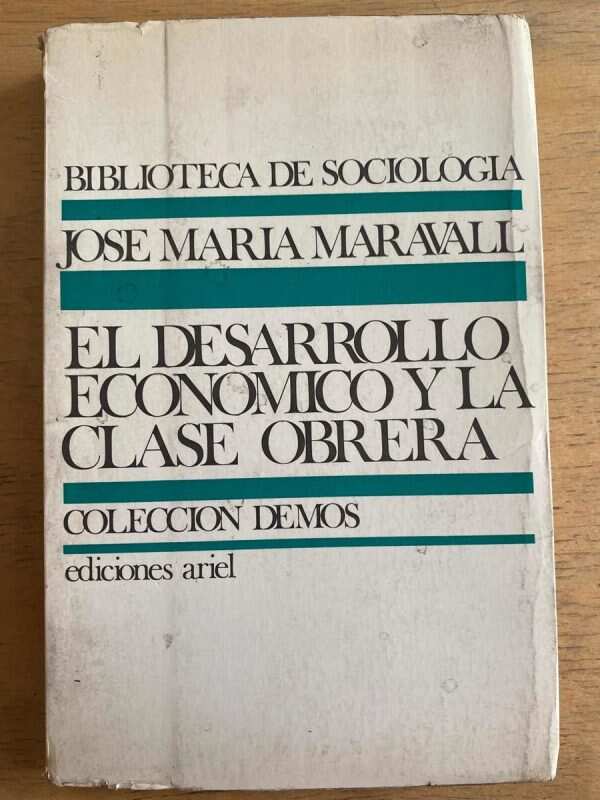 BIBLIOTECA DE SOCIOLOGIA
JOSE MARIA MARAVALL
EL DESARROLLO
ECONOMICO Y LA
CLASE OBRERA
COLECCION DEMOS
ediciones ariel